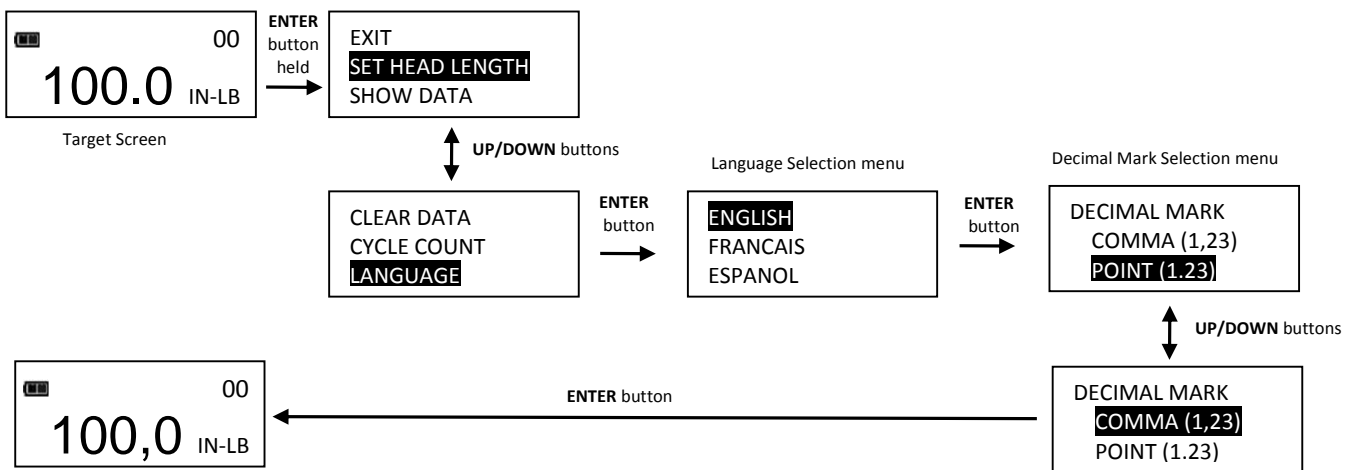 00
100.0 IN-LB
Target Screen
ENTER
button
held
EXIT
SET HEAD LENGTH
SHOW DATA
UP/DOWN buttons
CLEAR DATA
CYCLE COUNT
LANGUAGE
ENTER
button
Language Selection menu
ENGLISH
FRANCAIS
ESPANOL
ENTER
button
Decimal Mark Selection menu
DECIMAL MARK
COMMA (1,23)
POINT (1.23)
UP/DOWN buttons
DECIMAL MARK
COMMA (1,23)
POINT (1.23)
ENTER button
00
100,0 IN-LB